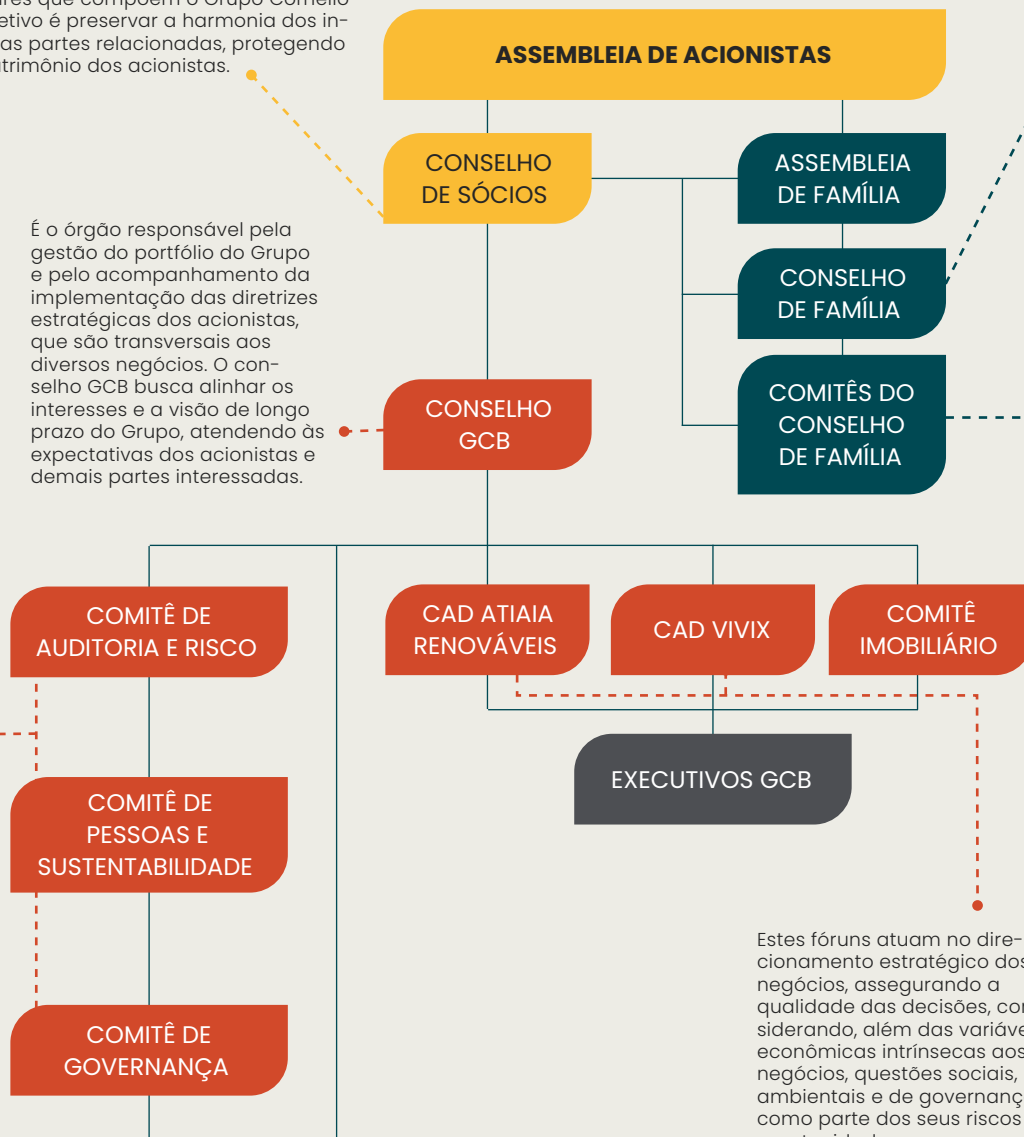 que compõem o Grupo Cornélio
é preservar a harmonia dos in-
as partes relacionadas, protegendo
dos acionistas.
ASSEMBLEIA DE ACIONISTAS
CONSELHO
DE SÓCIOS
ASSEMBLEIA
DE FAMÍLIA
É o órgão responsável pela
gestão do portfólio do Grupo
e pelo acompanhamento da
implementação das diretrizes
estratégicas dos acionistas,
que são transversais aos
diversos negócios. O con-
selho GCB busca alinhar os
interesses e a visão de longo
prazo do Grupo, atendendo às
expectativas dos acionistas e
demais partes interessadas.
CONSELHO
DE FAMÍLIA
COMITÊS DO
CONSELHO
DE FAMÍLIA
CONSELHO
GCB
COMITÊ DE
AUDITORIA E RISCO
CAD ATIAIA
RENOVÁVEIS
CAD VIVIX
COMITÊ
IMOBILIÁRIO
EXECUTIVOS GCB
COMITÊ DE
PESSOAS E
SUSTENTABILIDADE
COMITÊ DE
GOVERNANÇA
Estes fóruns atuam no dire-
cionamento estratégico dos
negócios, assegurando a
qualidade das decisões,
siderando, além das
econômicas intrínsecas aos
negócios, questões sociais,
ambientais e de
como parte dos seus riscos